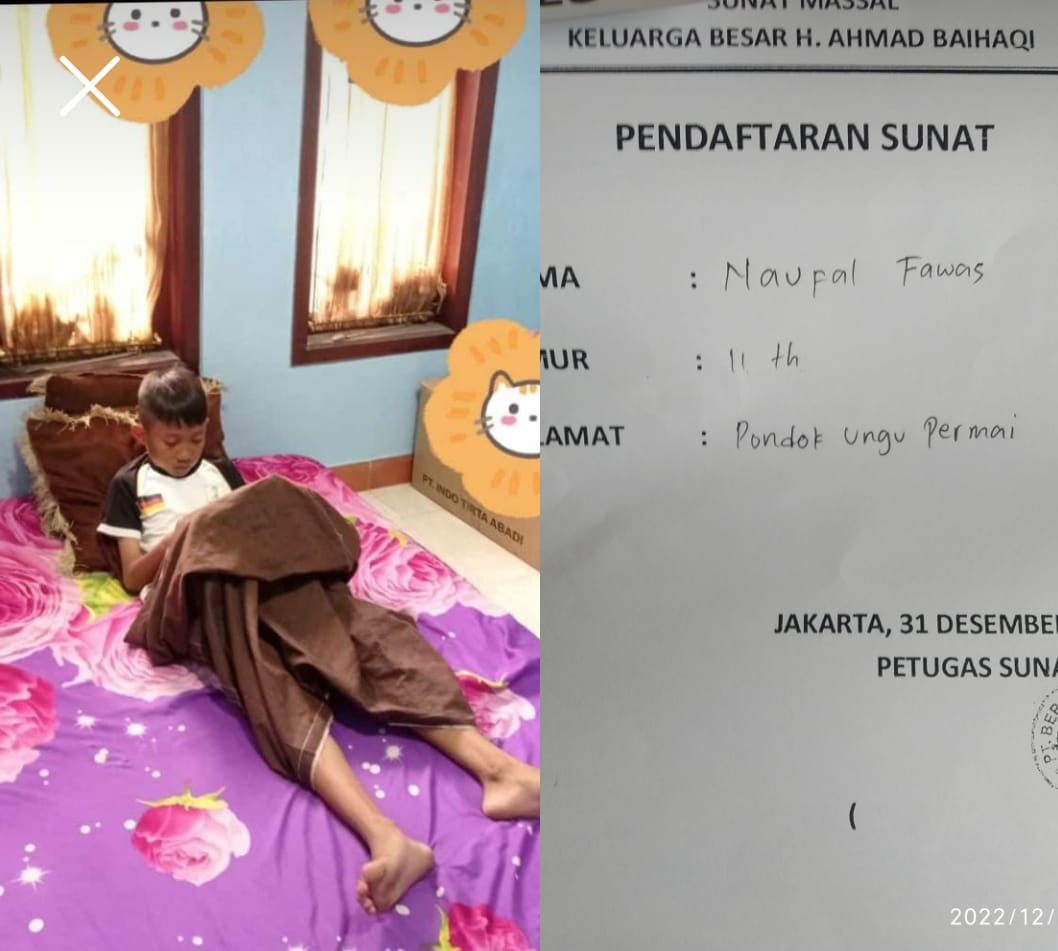 PT. INDO TIRTA ABADI
SUNAT MASSAL
KELUARGA BESAR H. AHMAD BAIHAQI
PENDAFTARAN SUNAT
MA : Naufal Fawas
MUR : 11 th
LAMAT : Pondok Ungu Permai
JAKARTA, 31 DESEMBE
PETUGAS SUNA
PT. BER
(
2022/12/